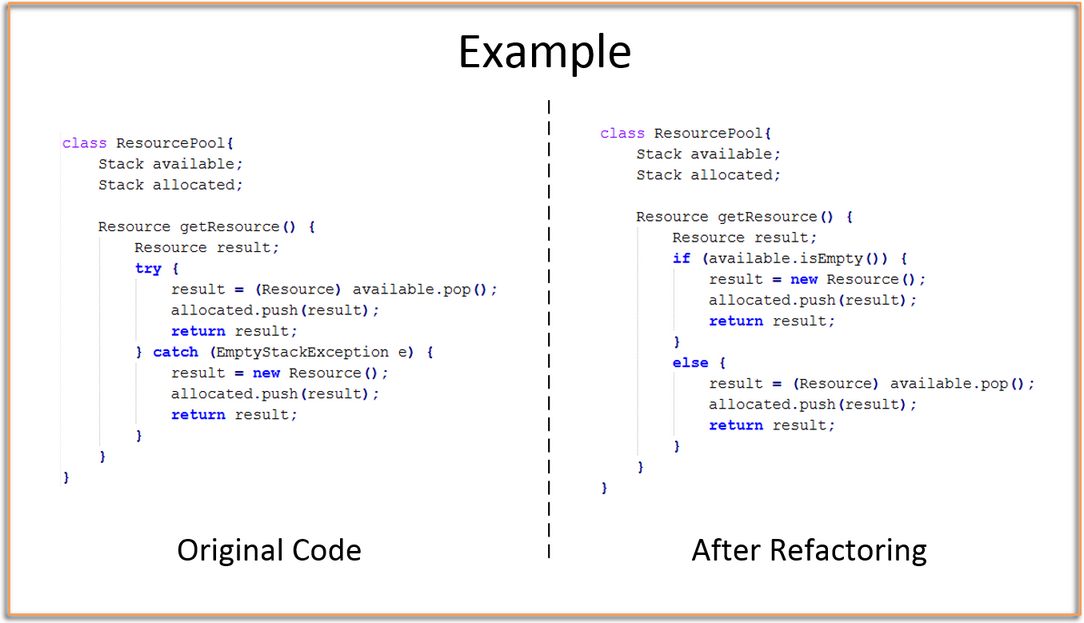 Example
class ResourcePool{
    Stack available;
    Stack allocated;
    Resource getResource() {
        Resource result;
        try {
            result = (Resource) available.pop();
            allocated.push(result);
            return result;
        } catch (EmptyStackException e) {
            result = new Resource();
            allocated.push(result);
            return result;
        }
    }
}
Original Code
class ResourcePool{
    Stack available;
    Stack allocated;
    Resource getResource() {
        Resource result;
        if (available.isEmpty()) {
            result = new Resource();
            allocated.push(result);
            return result;
        }
        else {
            result = (Resource) available.pop();
            allocated.push(result);
            return result;
        }
    }
}
After Refactoring